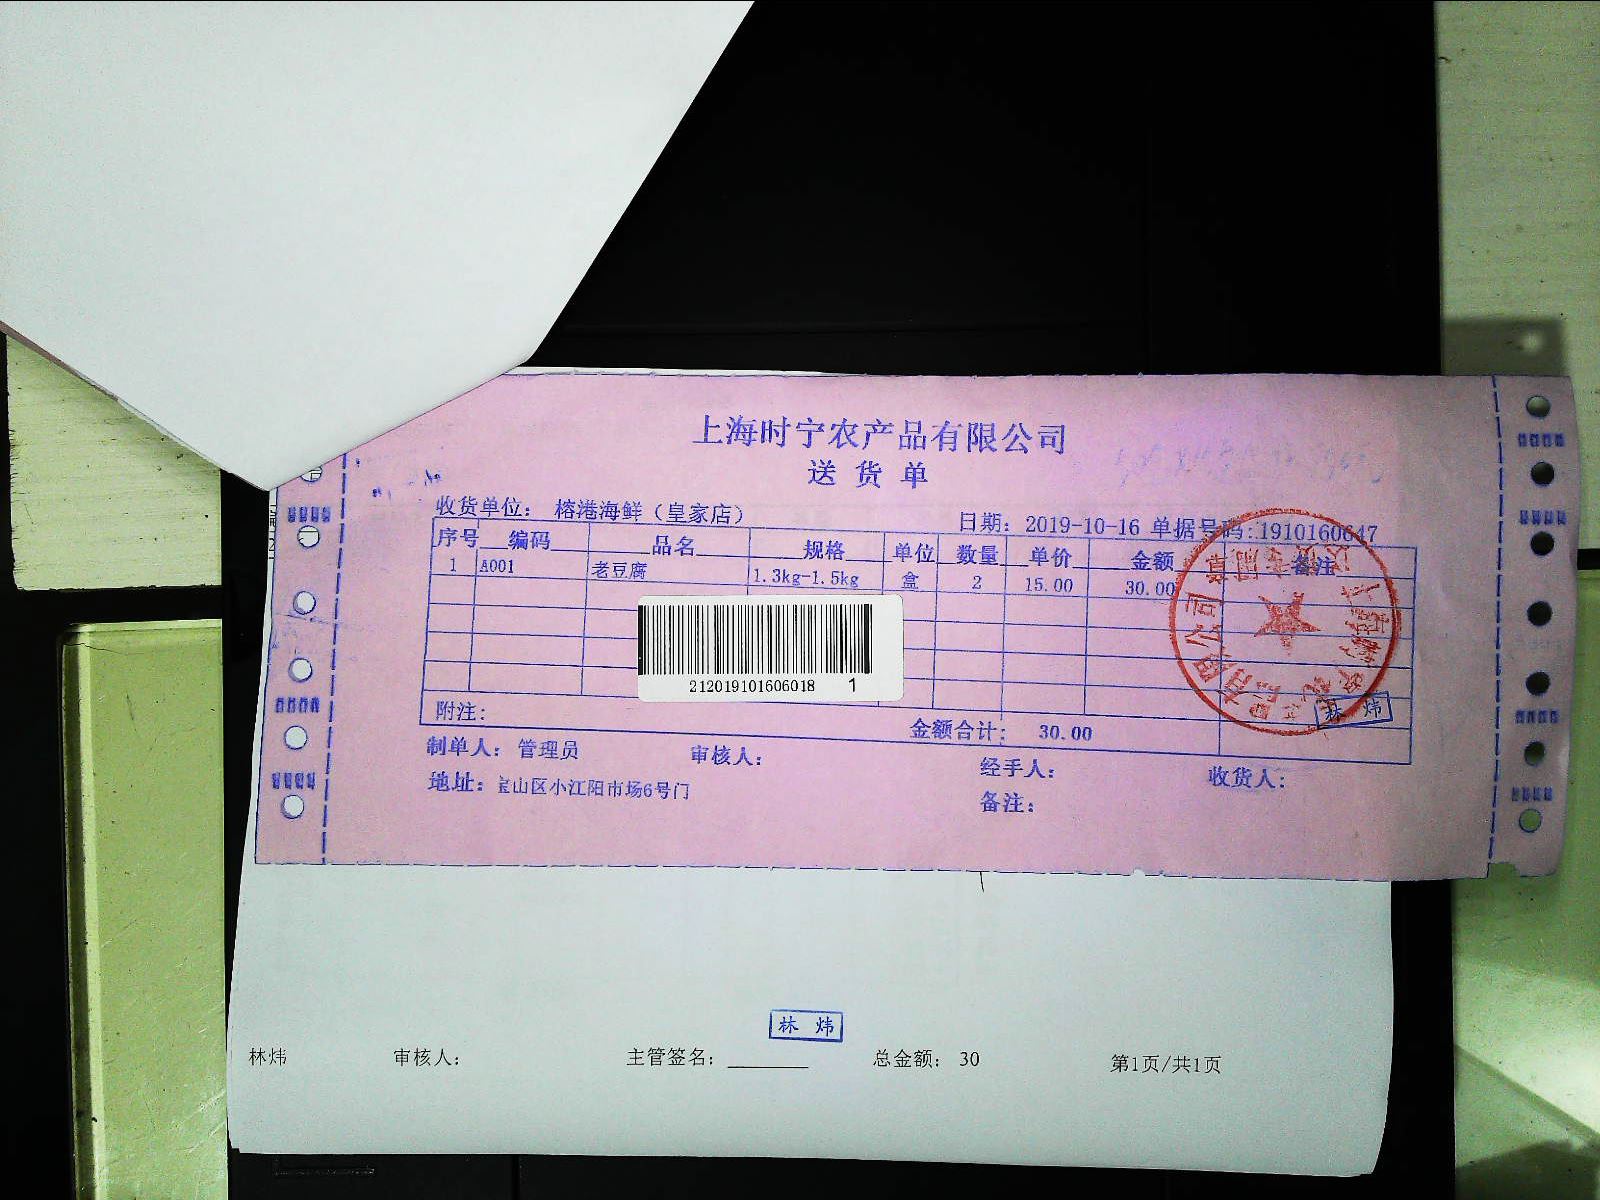 上海时宁农产品有限公司
送货单
收货单位： 榕港海鲜（皇家店） 日期：2019-10-16 单据号码:1910160647
序号 编码 品名 规格 单位 数量 单价 金额 备注
1 A001 老豆腐 1.3kg-1.5kg 盒 2 15.00 30.00
212019101606018 1
附注： 金额合计： 30.00
林 炜
制单人：管理员 审核人： 经手人： 收货人：
地址：宝山区小江阳市场6号门 备注：
林 炜
林炜 审核人： 主管签名：________ 总金额： 30 第1页/共1页